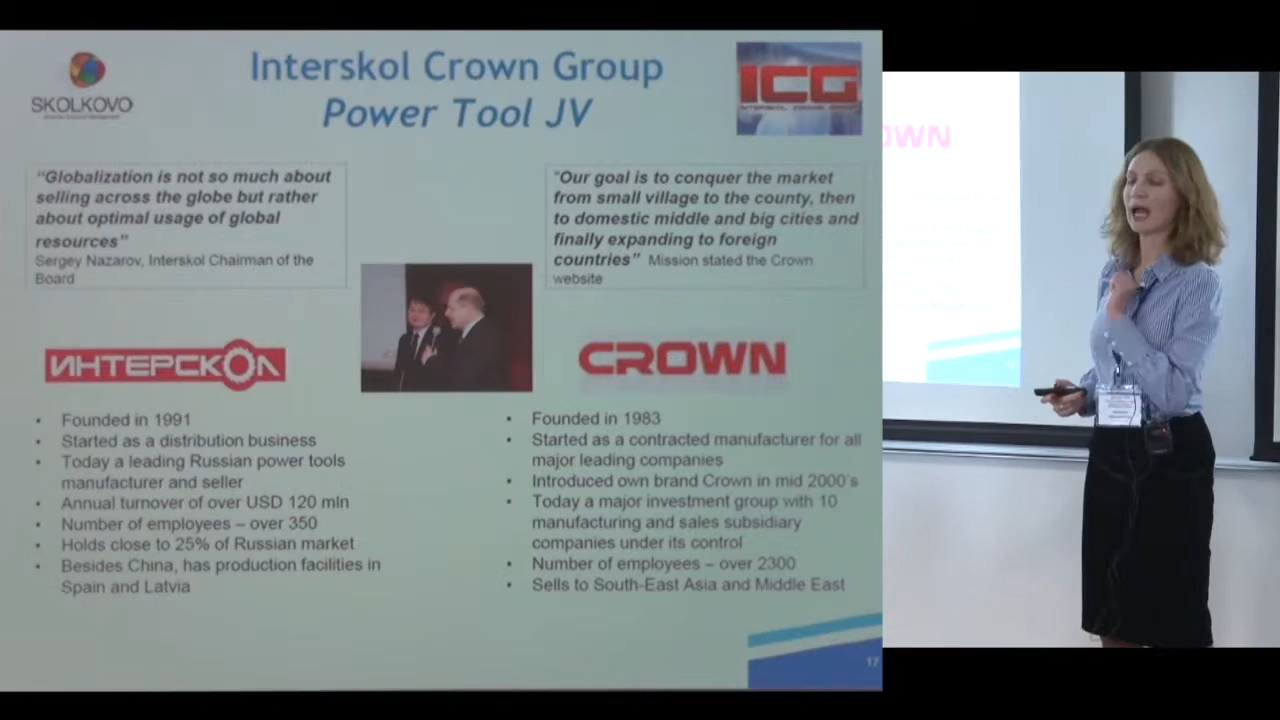 SKOLKOVO
Interskol Crown Group
Power Tool JV
ICG
INTERSKOL CROWN GROUP
“Globalization is not so much about
selling across the globe but rather
about optimal usage of global
resources”
Sergey Nazarov, Interskol Chairman of the
Board
"Our goal is to conquer the market
from small village to the county, then
to domestic middle and big cities and
finally expanding to foreign
countries” Mission stated the Crown
website
ИНТЕРСКОЛ
• Founded in 1991
• Started as a distribution business
• Today a leading Russian power tools
manufacturer and seller
• Annual turnover of over USD 120 mln
• Number of employees – over 350
• Holds close to 25% of Russian market
• Besides China, has production facilities in
Spain and Latvia
CROWN
• Founded in 1983
• Started as a contracted manufacturer for all
major leading companies
• Introduced own brand Crown in mid 2000's
• Today a major investment group with 10
manufacturing and sales subsidiary
companies under its control
• Number of employees – over 2300
• Sells to South-East Asia and Middle East
17
OWN